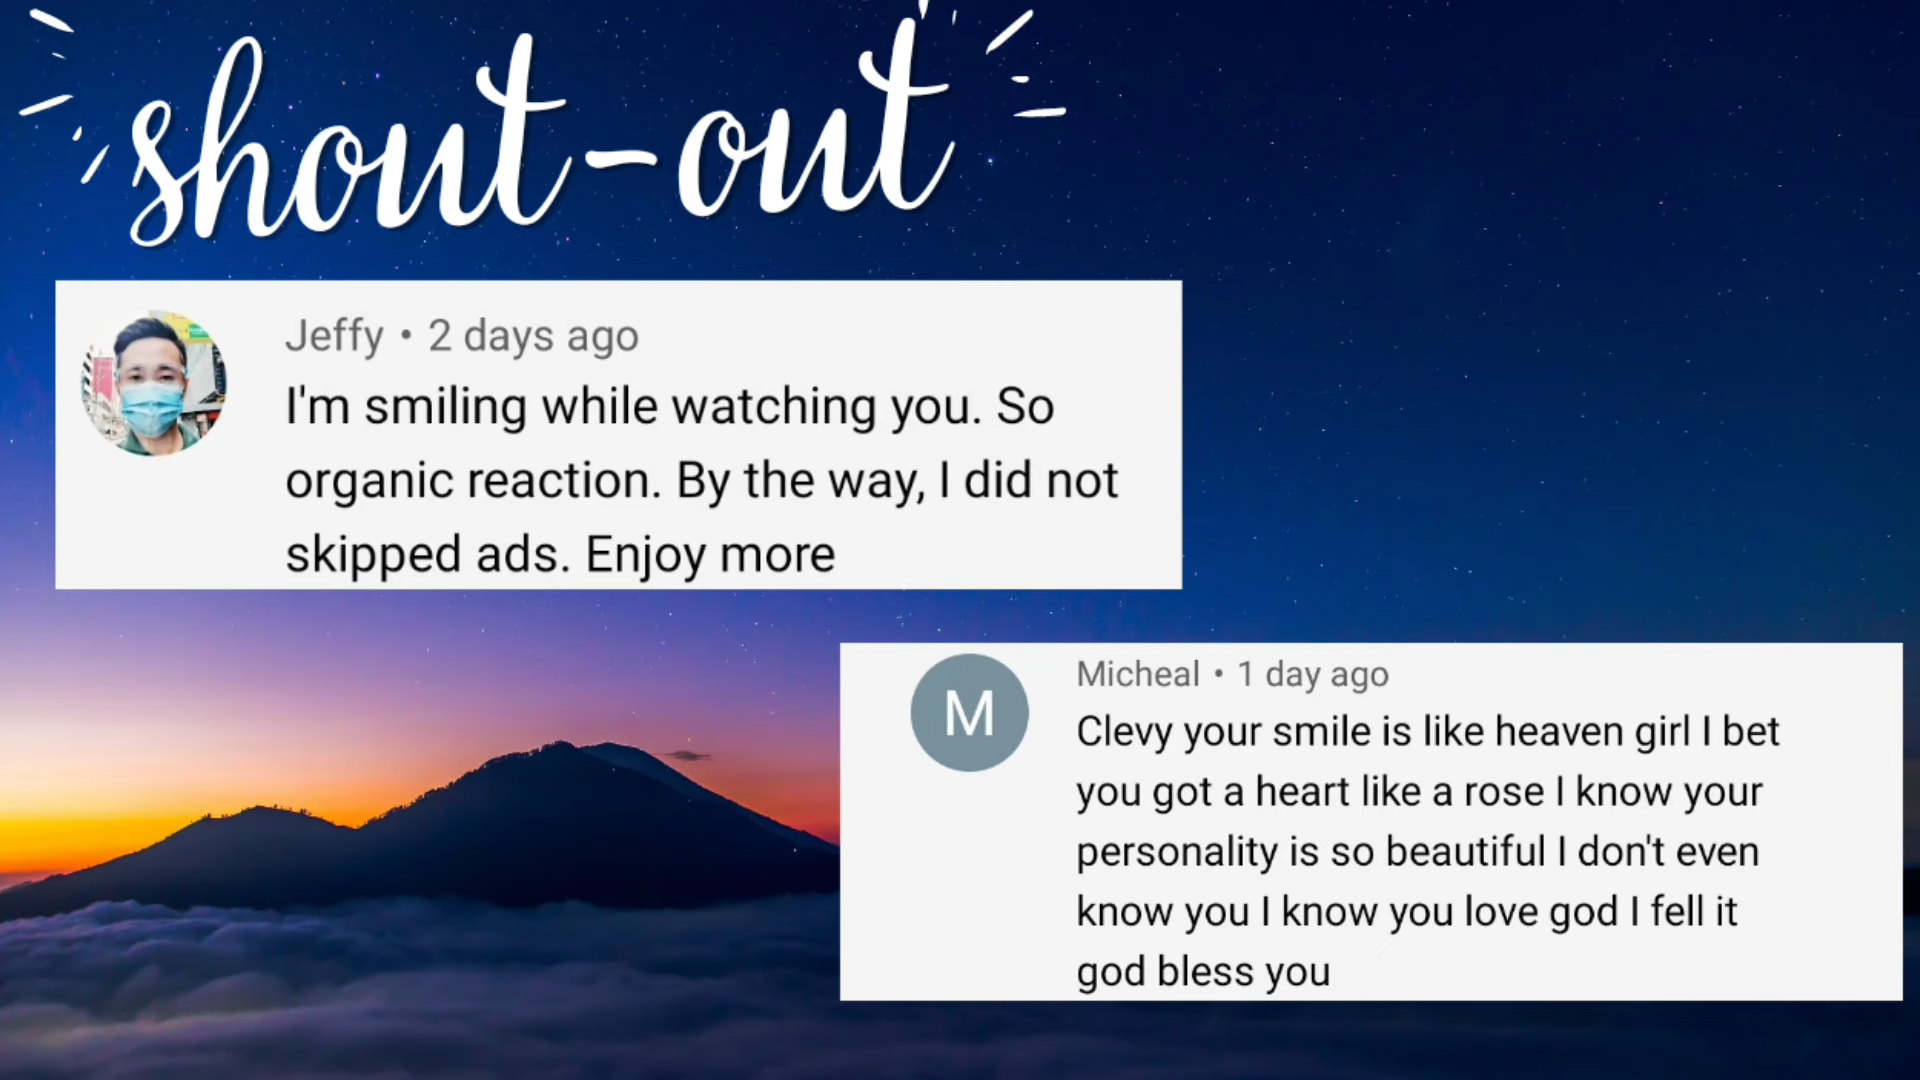 shout-out
Jeffy • 2 days ago
I'm smiling while watching you. So
organic reaction. By the way, I did not
skipped ads. Enjoy more
M
Micheal • 1 day ago
Clevy your smile is like heaven girl I bet
you got a heart like a rose I know your
personality is so beautiful I don't even
know you I know you love god I fell it
god bless you